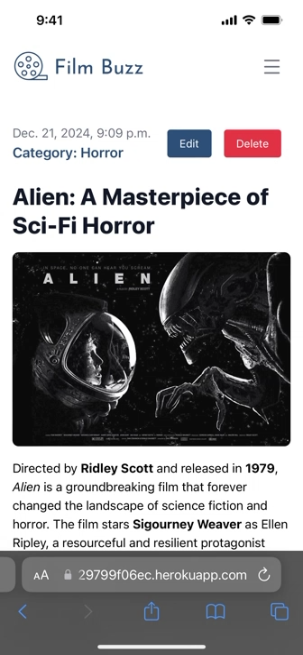 9:41
Film Buzz
Dec. 21, 2024, 9:09 p.m.
Category: Horror
Edit
Delete
Alien: A Masterpiece of
Sci-Fi Horror
IN SPACE, NO ONE CAN HEAR YOU SCREAM.
ALIEN
Directed by Ridley Scott and released in 1979,
Alien is a groundbreaking film that forever
changed the landscape of science fiction and
horror. The film stars Sigourney Weaver as Ellen
Ripley, a resourceful and resilient protagonist
AA
29799f06ec.herokuapp.com